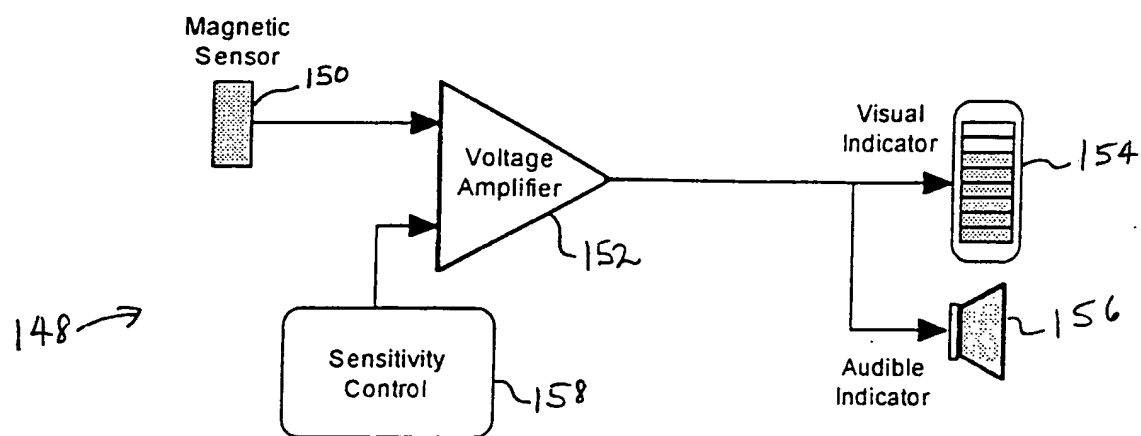 Magnetic
Sensor
150
Voltage
Amplifier
152
Visual
Indicator
154
148
Sensitivity
Control
158
156
Audible
Indicator